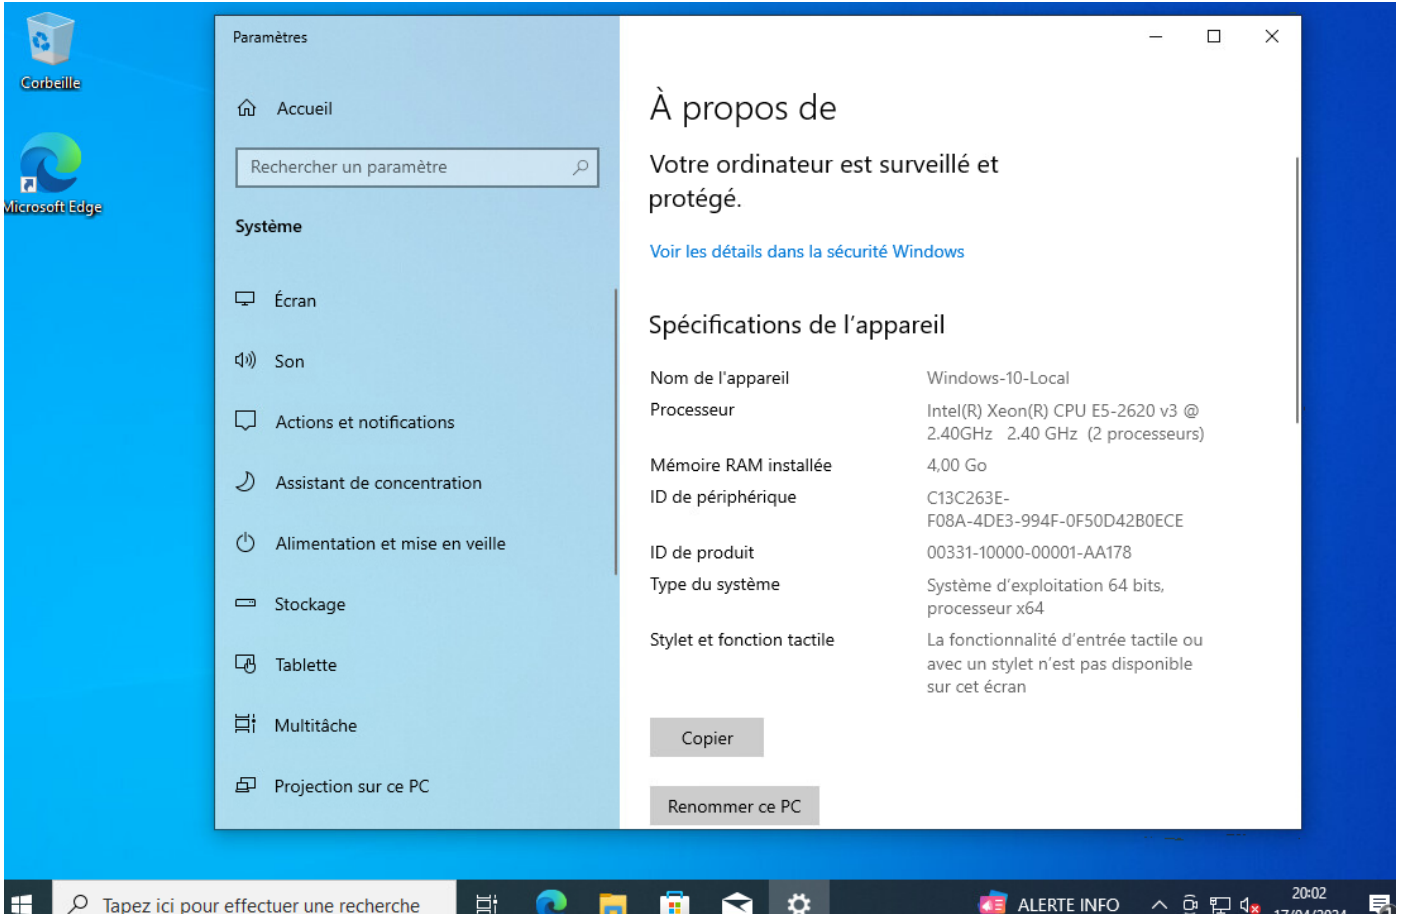 Corbeille
Microsoft Edge
Paramètres
Accueil
Rechercher un paramètre
Système
Écran
Son
Actions et notifications
Assistant de concentration
Alimentation et mise en veille
Stockage
Tablette
Multitâche
Projection sur ce PC
À propos de
Votre ordinateur est surveillé et
protégé.
Voir les détails dans la sécurité Windows
Spécifications de l’appareil
Nom de l'appareil Windows-10-Local
Processeur Intel(R) Xeon(R) CPU E5-2620 v3 @
2.40GHz 2.40 GHz (2 processeurs)
Mémoire RAM installée 4,00 Go
ID de périphérique C13C263E-
F08A-4DE3-994F-0F50D42B0ECE
ID de produit 00331-10000-00001-AA178
Type du système Système d’exploitation 64 bits,
processeur x64
Stylet et fonction tactile La fonctionnalité d’entrée tactile ou
avec un stylet n’est pas disponible
sur cet écran
Copier
Renommer ce PC
Tapez ici pour effectuer une recherche
ALERTE INFO
20:02
17/04/2024